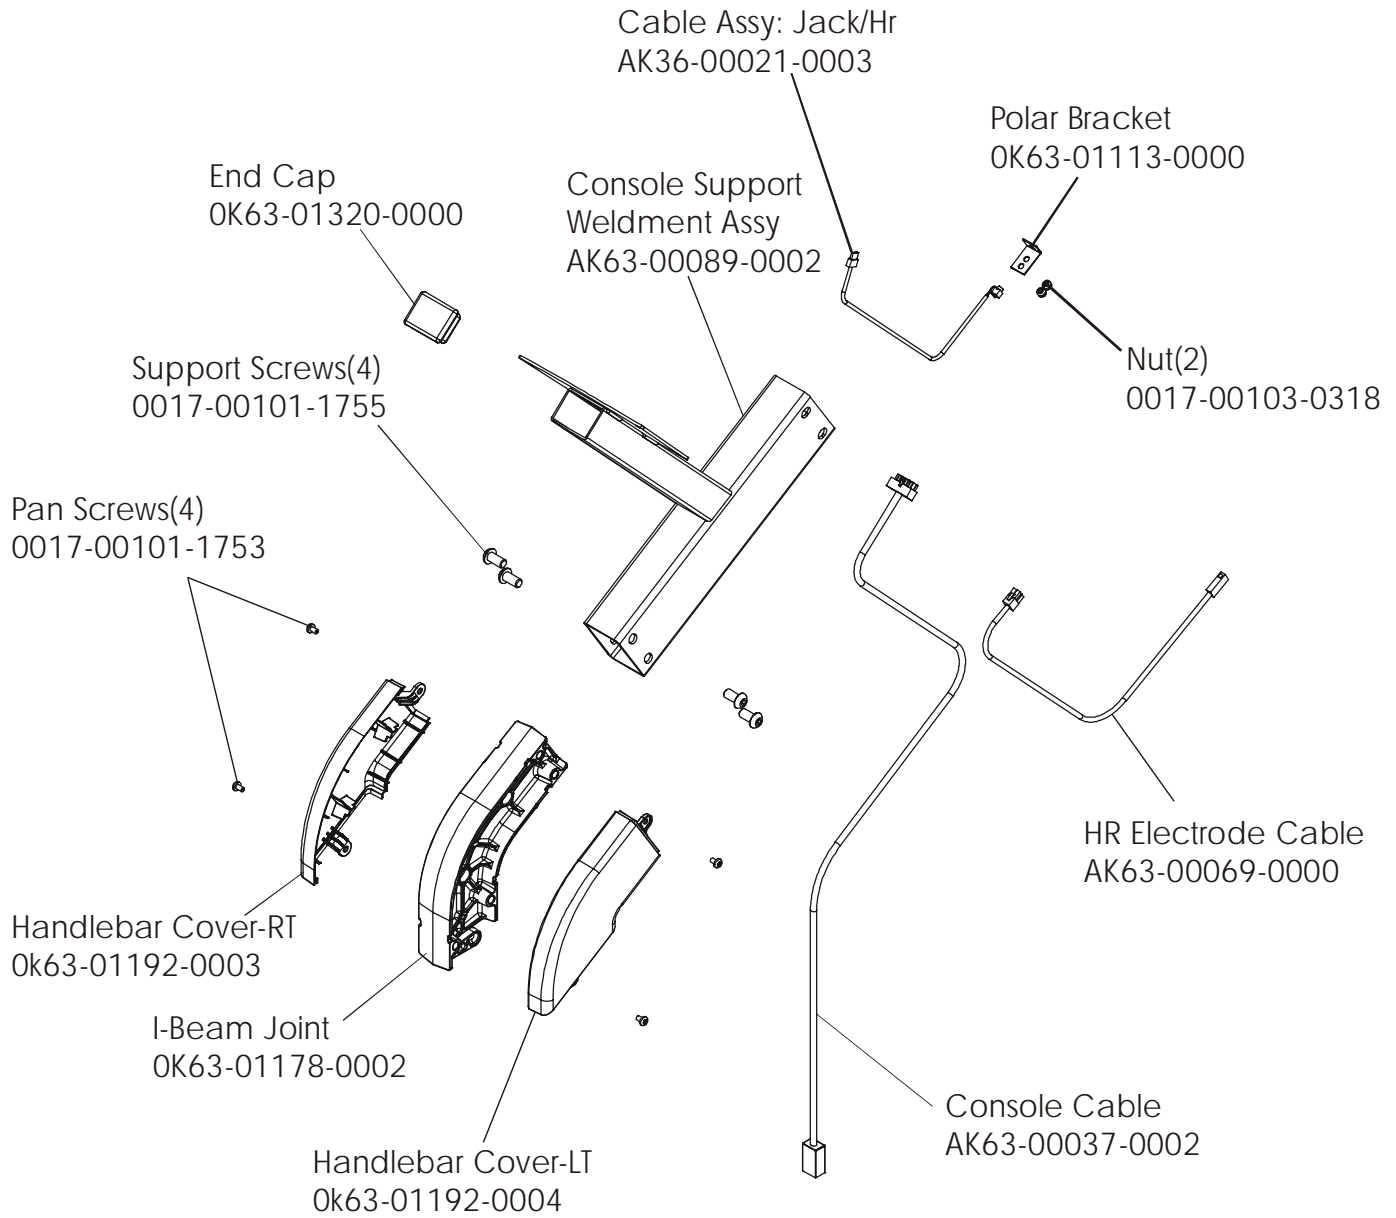 Cable Assy: Jack/Hr
AK36-00021-0003
Polar Bracket
0K63-01113-0000
End Cap
0K63-01320-0000
Console Support
Weldment Assy
AK63-00089-0002
Support Screws(4)
0017-00101-1755
Nut(2)
0017-00103-0318
Pan Screws(4)
0017-00101-1753
HR Electrode Cable
AK63-00069-0000
Handlebar Cover-RT
0k63-01192-0003
I-Beam Joint
0K63-01178-0002
Console Cable
AK63-00037-0002
Handlebar Cover-LT
0k63-01192-0004